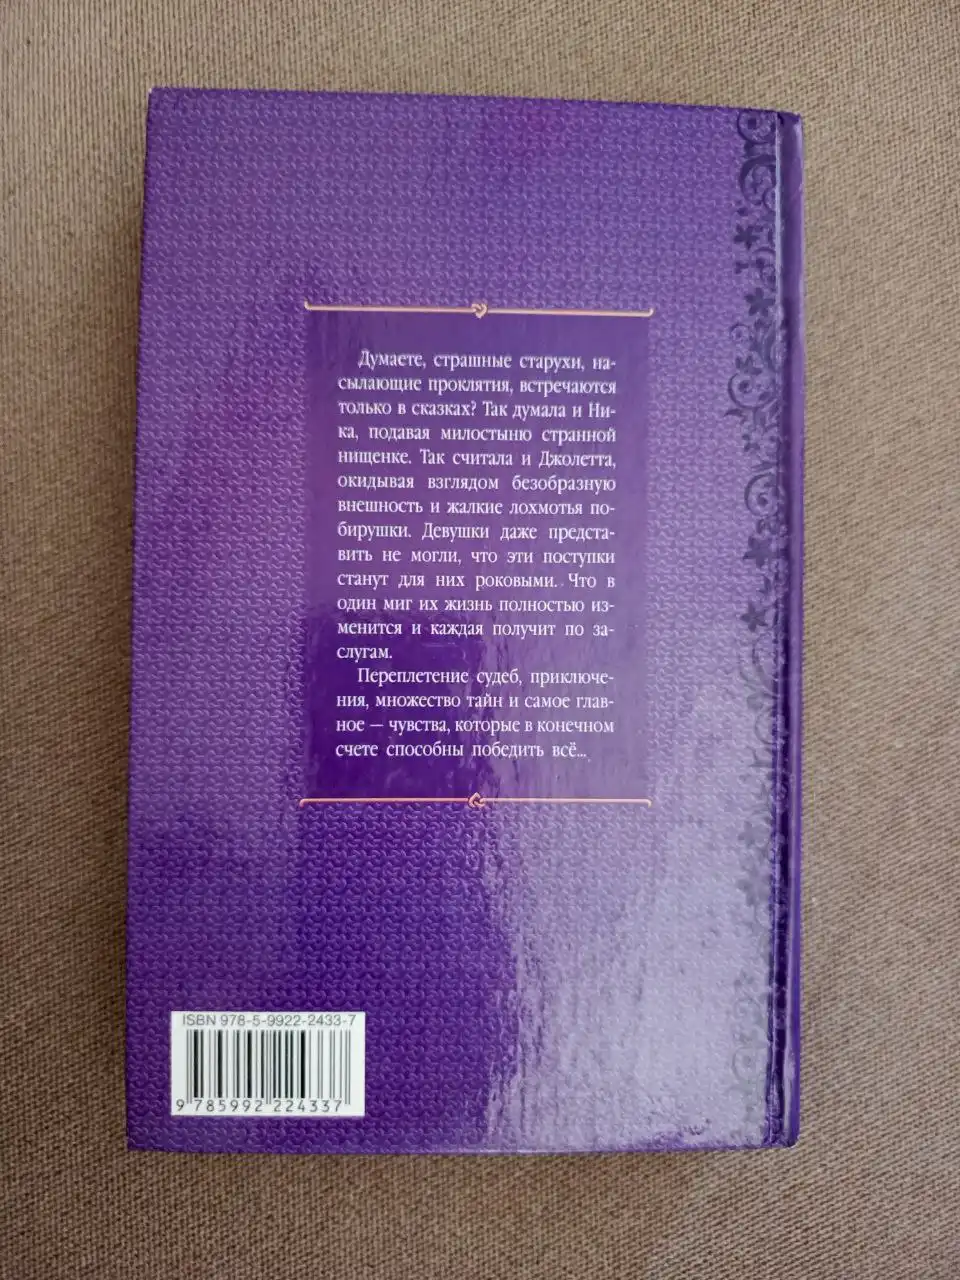 Думаете, страшные старухи, на-
сылающие проклятия, встречаются
только в сказках? Так думала и Ни-
ка, подавая милостыню странной
нищенке. Так считала и Джолетта,
окидывая взглядом безобразную
внешность и жалкие лохмотья по-
бирушки. Девушки даже предста-
вить не могли, что эти поступки
станут для них роковыми. Что в
один миг их жизнь полностью из-
менится и каждая получит по за-
слугам.
Переплетение судеб, приключе-
ния, множество тайн и самое глав-
ное — чувства, которые в конечном
счете способны победить всё...
ISBN 978-5-9922-2433-7
9 785992 224337